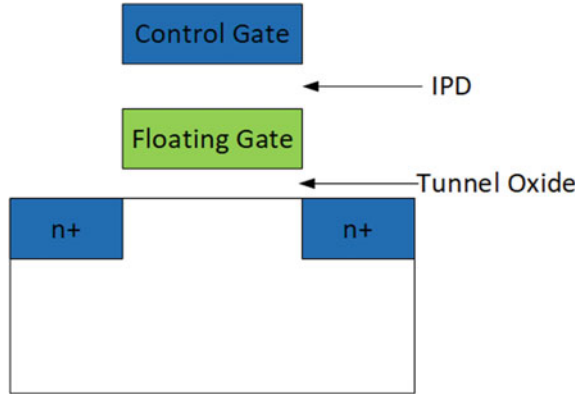 Control Gate
IPD
Floating Gate
Tunnel Oxide
n+
n+